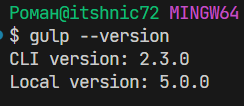 Роман@itshnic72 MINGW64
$ gulp --version
CLI version: 2.3.0
Local version: 5.0.0